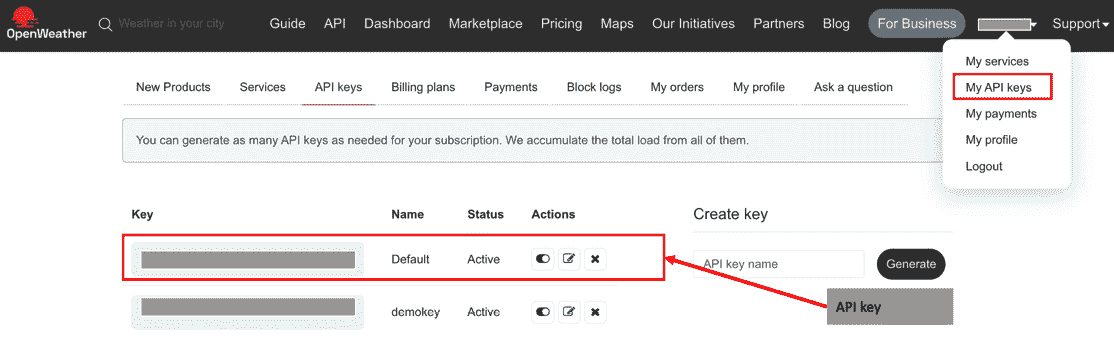 OpenWeather
Weather in your city
Guide API Dashboard Marketplace Pricing Maps Our Initiatives Partners Blog For Business Support
My services
My API keys
My payments
My profile
Logout
New Products Services API keys Billing plans Payments Block logs My orders My profile Ask a question
You can generate as many API keys as needed for your subscription. We accumulate the total load from all of them.
Key Name Status Actions
Default Active
demokey Active
Create key
API key name Generate
API key